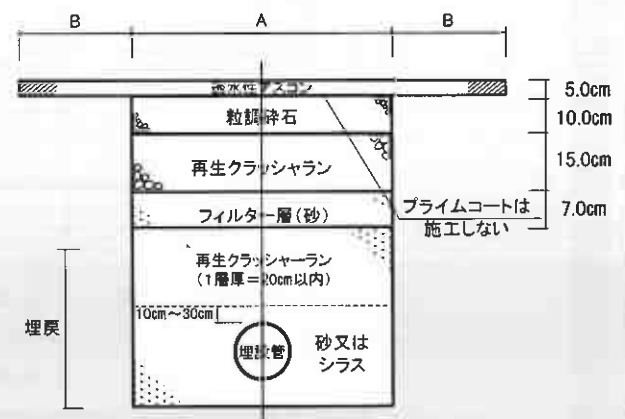 B A B
透水性アスコン 5.0cm
粒調砕石 10.0cm
再生クラッシャラン 15.0cm
フィルター層(砂) 7.0cm
プライムコートは
施工しない
再生クラッシャーラン
(1層厚=20cm以内)
10cm～30cm
埋戻
埋設管
砂又は
シラス